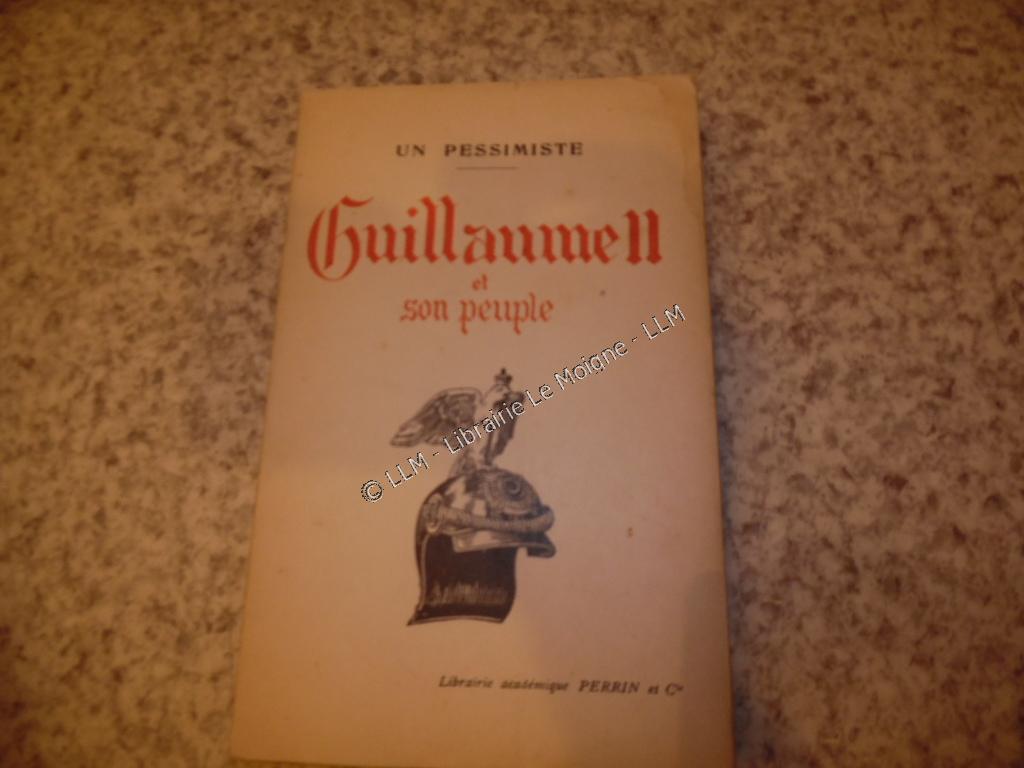 UN PESSIMISTE
Guillaume II
et
son peuple
© LLM - Librairie Le Moigne - LLM
Librairie académique PERRIN et Cie